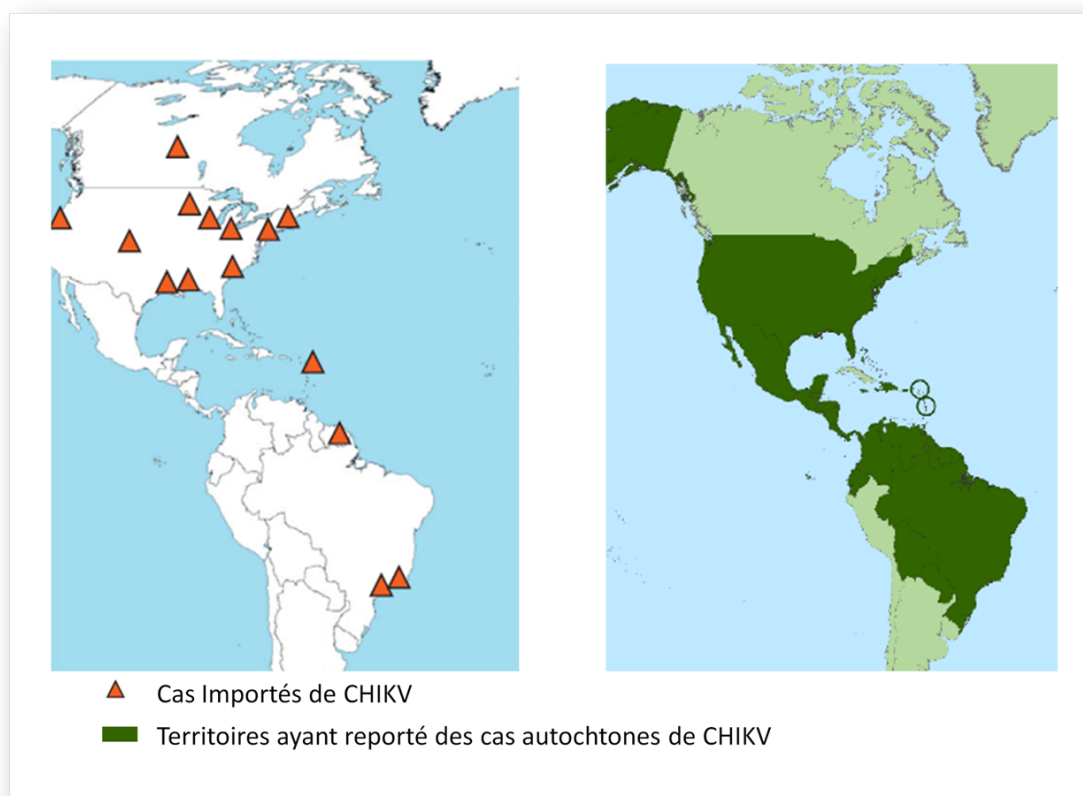 Cas Importés de CHIKV
Territoires ayant reporté des cas autochtones de CHIKV